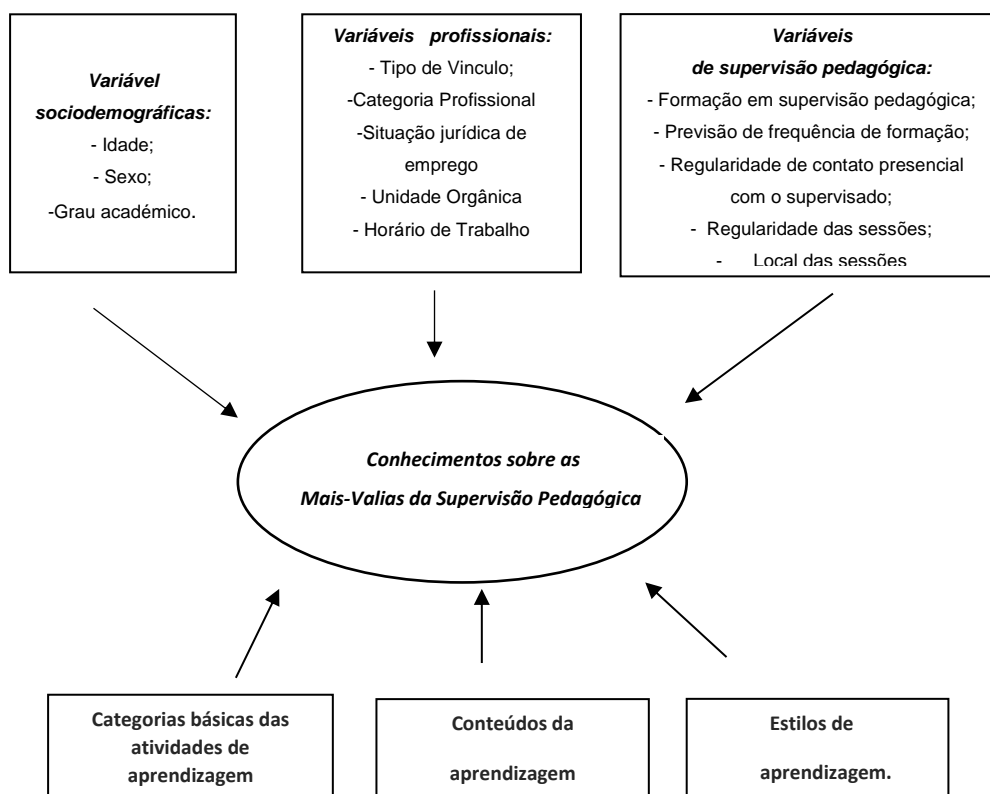 Variável
sociodemográficas:
- Idade;
- Sexo;
-Grau académico.
Variáveis profissionais:
- Tipo de Vinculo;
-Categoria Profissional
-Situação jurídica de
emprego
- Unidade Orgânica
- Horário de Trabalho
Variáveis
de supervisão pedagógica:
- Formação em supervisão pedagógica;
- Previsão de frequência de formação;
- Regularidade de contato presencial
com o supervisado;
- Regularidade das sessões;
- Local das sessões
Conhecimentos sobre as
Mais-Valias da Supervisão Pedagógica
Categorias básicas das
atividades de
aprendizagem
Conteúdos da
aprendizagem
Estilos de
aprendizagem.